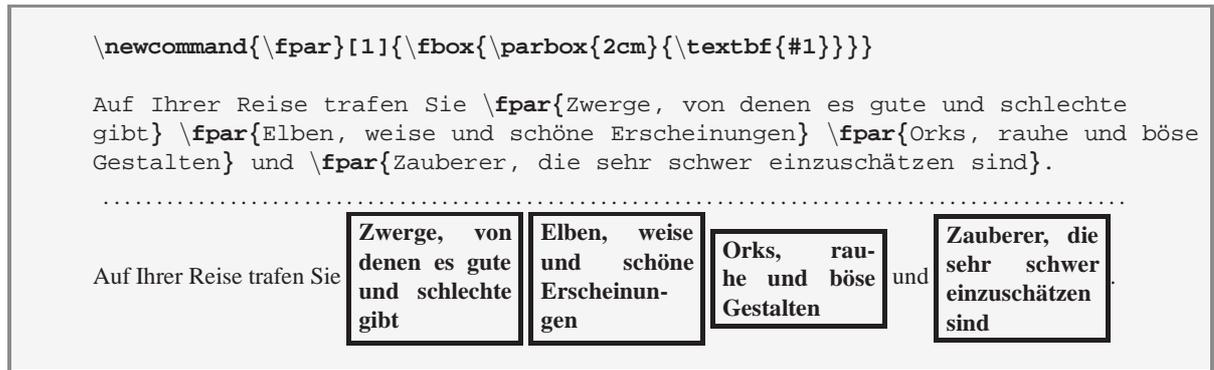 \newcommand{\fpar}[1]{\fbox{\parbox{2cm}{\textbf{#1}}}}
Auf Ihrer Reise trafen Sie \fpar{Zwerge, von denen es gute und schlechte
gibt} \fpar{Elben, weise und schöne Erscheinungen} \fpar{Orks, rauhe und böse
Gestalten} und \fpar{Zauberer, die sehr schwer einzuschätzen sind}.
Auf Ihrer Reise trafen Sie
Zwerge, von
denen es gute
und schlechte
gibt
Elben, weise
und schöne
Erscheinun-
gen
Orks, rau-
he und böse
Gestalten
und
Zauberer, die
sehr schwer
einzuschätzen
sind
.